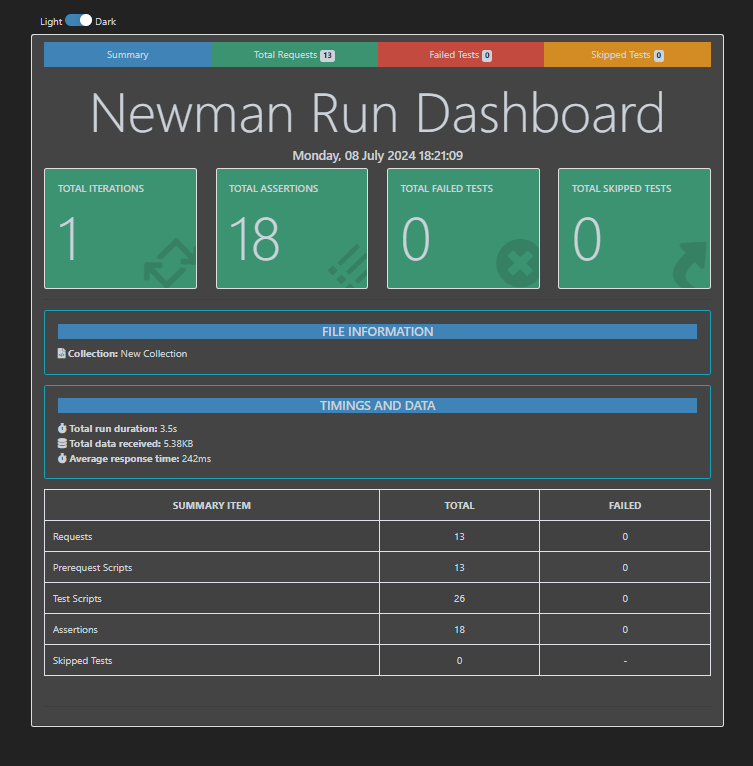 Light Dark
Summary Total Requests 13 Failed Tests 0 Skipped Tests 0
Newman Run Dashboard
Monday, 08 July 2024 18:21:09
TOTAL ITERATIONS TOTAL ASSERTIONS TOTAL FAILED TESTS TOTAL SKIPPED TESTS
1 18 0 0
FILE INFORMATION
Collection: New Collection
TIMINGS AND DATA
Total run duration: 3.5s
Total data received: 5.38KB
Average response time: 242ms
SUMMARY ITEM TOTAL FAILED
Requests 13 0
Prerequest Scripts 13 0
Test Scripts 26 0
Assertions 18 0
Skipped Tests 0 -